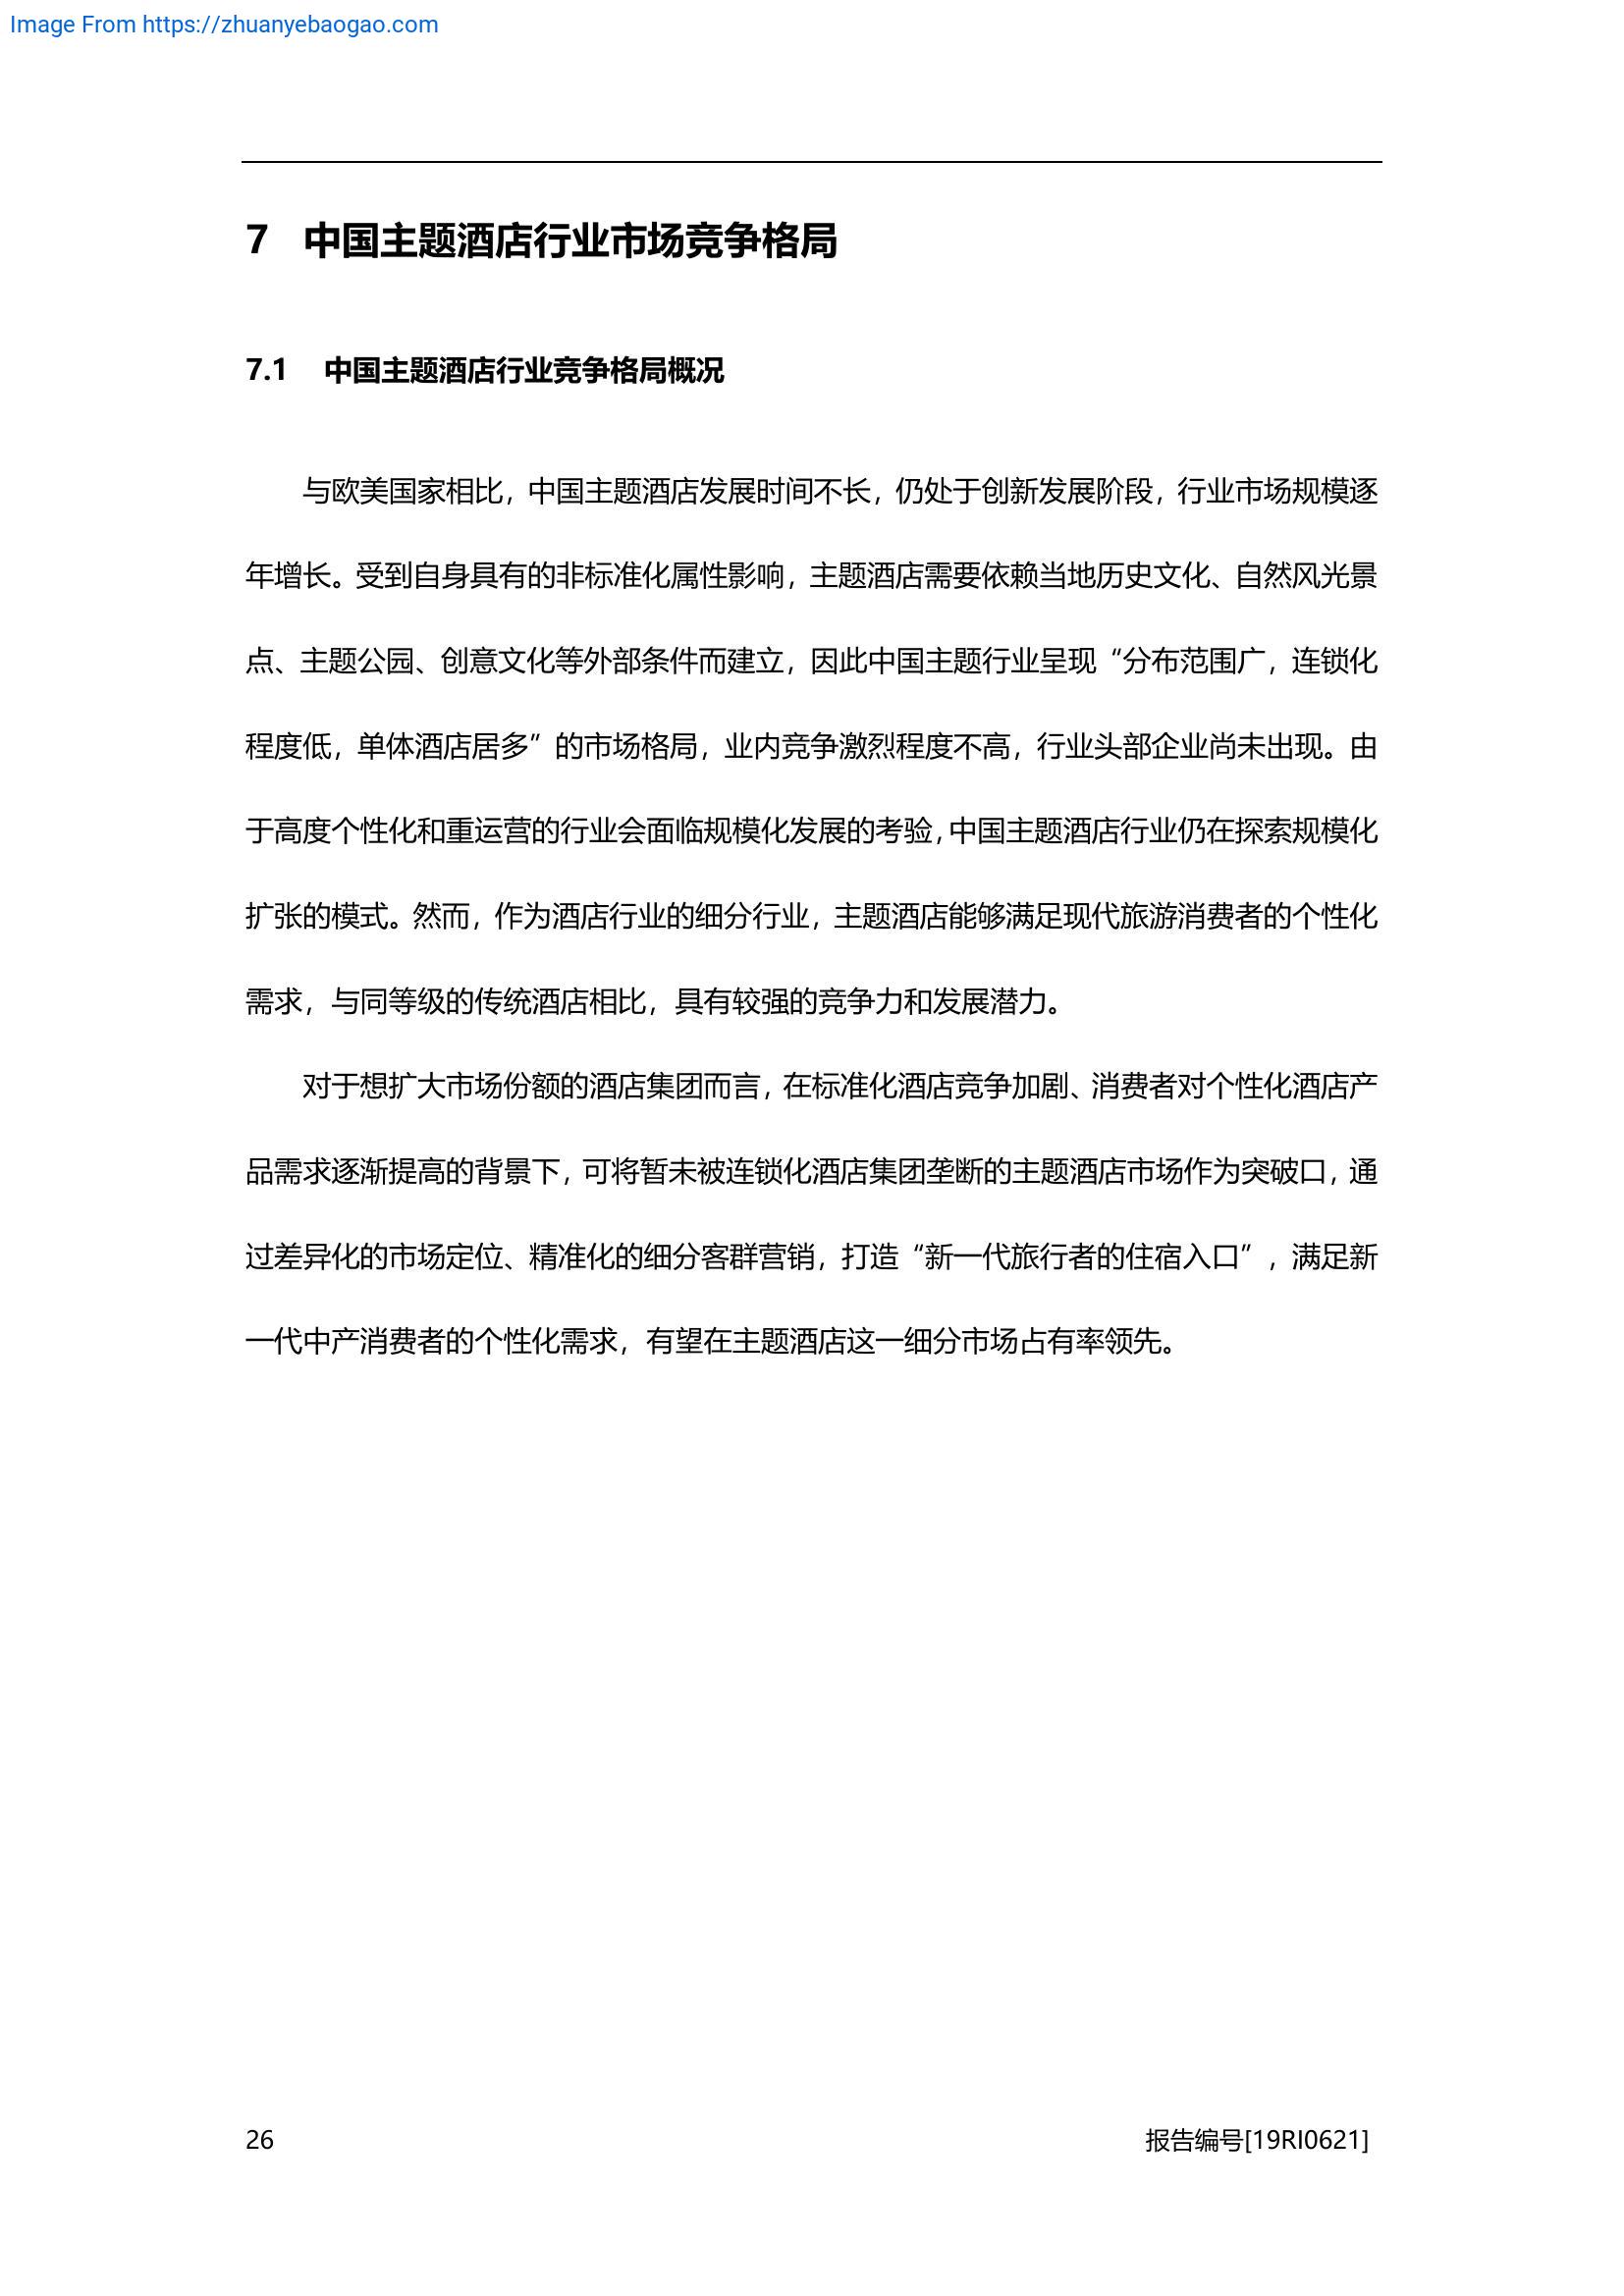 Image From https://zhuanyebaogao.com
7 中国主题酒店行业市场竞争格局
7.1 中国主题酒店行业竞争格局概况
与欧美国家相比，中国主题酒店发展时间不长，仍处于创新发展阶段，行业市场规模逐
年增长。受到自身具有的非标准化属性影响，主题酒店需要依赖当地历史文化、自然风光景
点、主题公园、创意文化等外部条件而建立，因此中国主题行业呈现“分布范围广，连锁化
程度低，单体酒店居多”的市场格局，业内竞争激烈程度不高，行业头部企业尚未出现。由
于高度个性化和重运营的行业会面临规模化发展的考验，中国主题酒店行业仍在探索规模化
扩张的模式。然而，作为酒店行业的细分行业，主题酒店能够满足现代旅游消费者的个性化
需求，与同等级的传统酒店相比，具有较强的竞争力和发展潜力。
对于想扩大市场份额的酒店集团而言，在标准化酒店竞争加剧、消费者对个性化酒店产
品需求逐渐提高的背景下，可将暂未被连锁化酒店集团垄断的主题酒店市场作为突破口，通
过差异化的市场定位、精准化的细分客群营销，打造“新一代旅行者的住宿入口”，满足新
一代中产消费者的个性化需求，有望在主题酒店这一细分市场占有率领先。
26 报告编号[19RI0621]